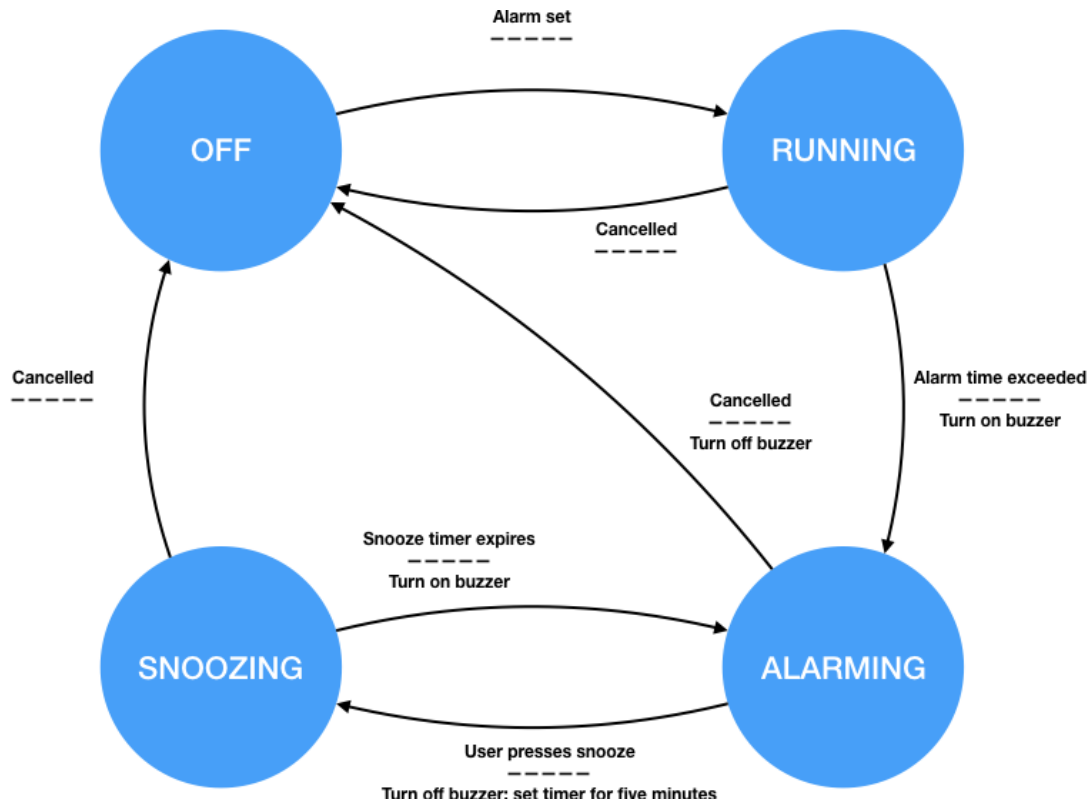 Alarm set
OFF
RUNNING
Cancelled
Cancelled
Alarm time exceeded
Turn on buzzer
Cancelled
Turn off buzzer
Snooze timer expires
Turn on buzzer
SNOOZING
ALARMING
User presses snooze
Turn off buzzer; set timer for five minutes